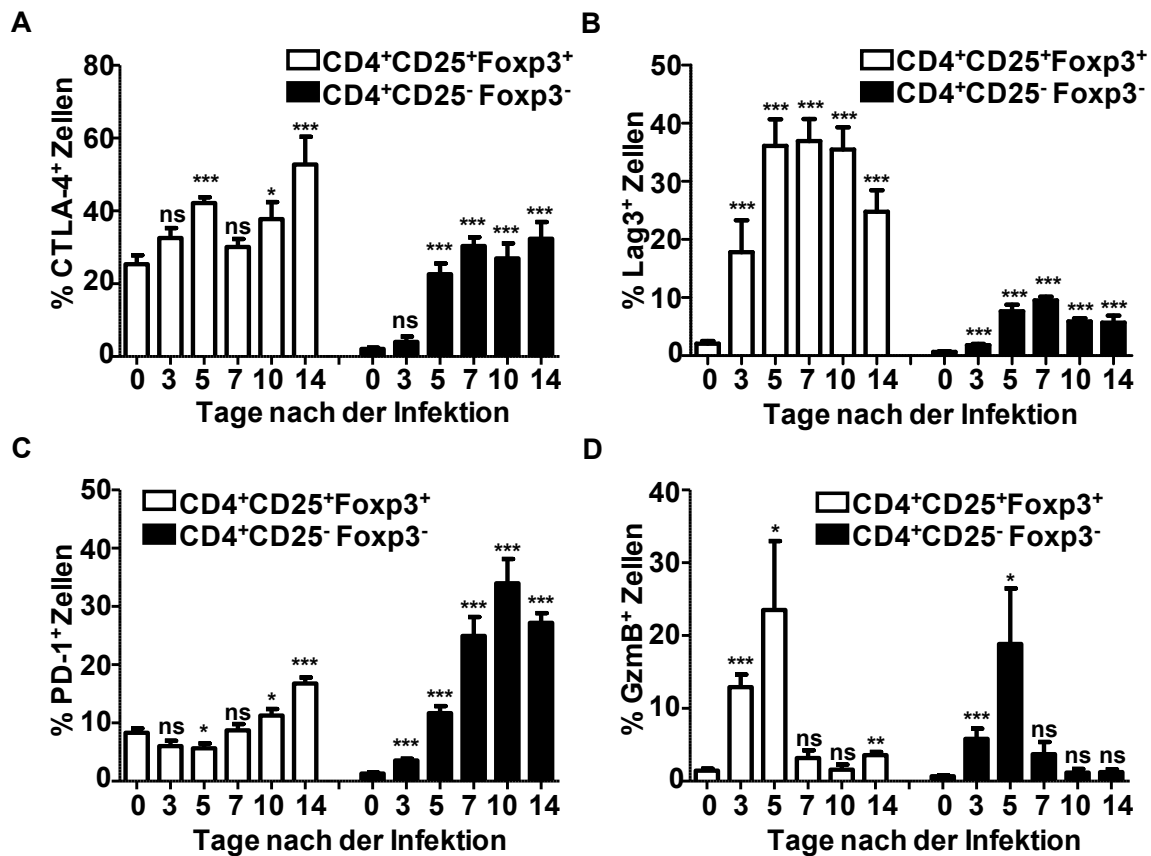 A
CD4⁺CD25⁺Foxp3⁺
CD4⁺CD25⁻ Foxp3⁻
% CTLA-4⁺ Zellen
80
60
40
20
0
ns
***
ns
*
***
ns
***
***
***
***
0 3 5 7 10 14 0 3 5 7 10 14
Tage nach der Infektion
B
CD4⁺CD25⁺Foxp3⁺
CD4⁺CD25⁻ Foxp3⁻
% Lag3⁺ Zellen
50
40
30
20
10
0
***
***
***
***
***
***
***
***
***
***
0 3 5 7 10 14 0 3 5 7 10 14
Tage nach der Infektion
C
CD4⁺CD25⁺Foxp3⁺
CD4⁺CD25⁻ Foxp3⁻
% PD-1⁺Zellen
50
40
30
20
10
0
ns
*
ns
*
***
***
***
***
***
***
0 3 5 7 10 14 0 3 5 7 10 14
Tage nach der Infektion
D
CD4⁺CD25⁺Foxp3⁺
CD4⁺CD25⁻ Foxp3⁻
% GzmB⁺ Zellen
40
30
20
10
0
***
*
ns
ns
**
***
*
ns
ns
ns
0 3 5 7 10 14 0 3 5 7 10 14
Tage nach der Infektion